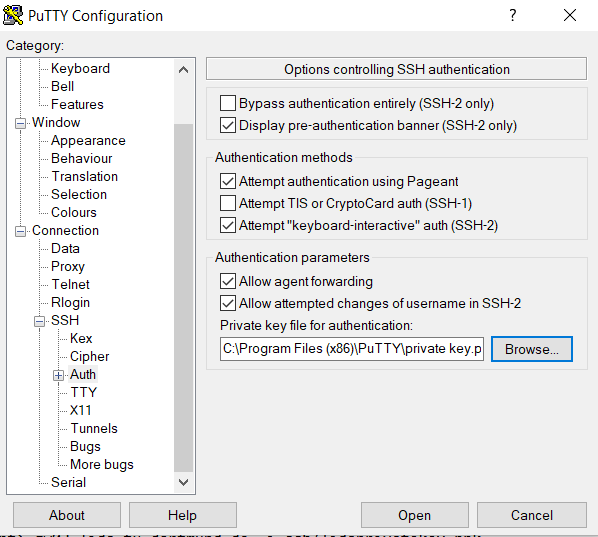 PuTTY Configuration
?
Category:
Keyboard
Bell
Features
Window
Appearance
Behaviour
Translation
Selection
Colours
Connection
Data
Proxy
Telnet
Rlogin
SSH
Kex
Cipher
Auth
TTY
X11
Tunnels
Bugs
More bugs
Serial
Options controlling SSH authentication
Bypass authentication entirely (SSH-2 only)
Display pre-authentication banner (SSH-2 only)
Authentication methods
Attempt authentication using Pageant
Attempt TIS or CryptoCard auth (SSH-1)
Attempt "keyboard-interactive" auth (SSH-2)
Authentication parameters
Allow agent forwarding
Allow attempted changes of username in SSH-2
Private key file for authentication:
C:\Program Files (x86)\PuTTY\private key.p
Browse...
About
Help
Open
Cancel